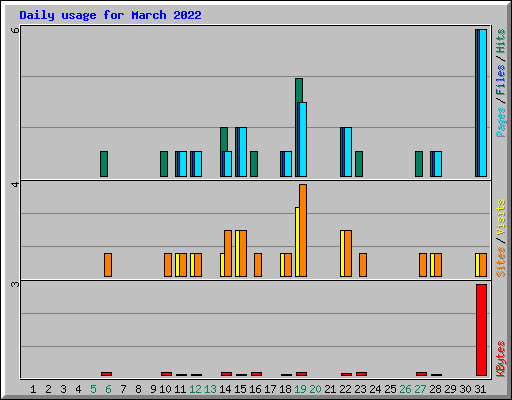 Daily usage for March 2022
6
4
3
Pages/Files/Hits
Sites/Visits
KBytes
1 2 3 4 5 6 7 8 9 10 11 12 13 14 15 16 17 18 19 20 21 22 23 24 25 26 27 28 29 30 31